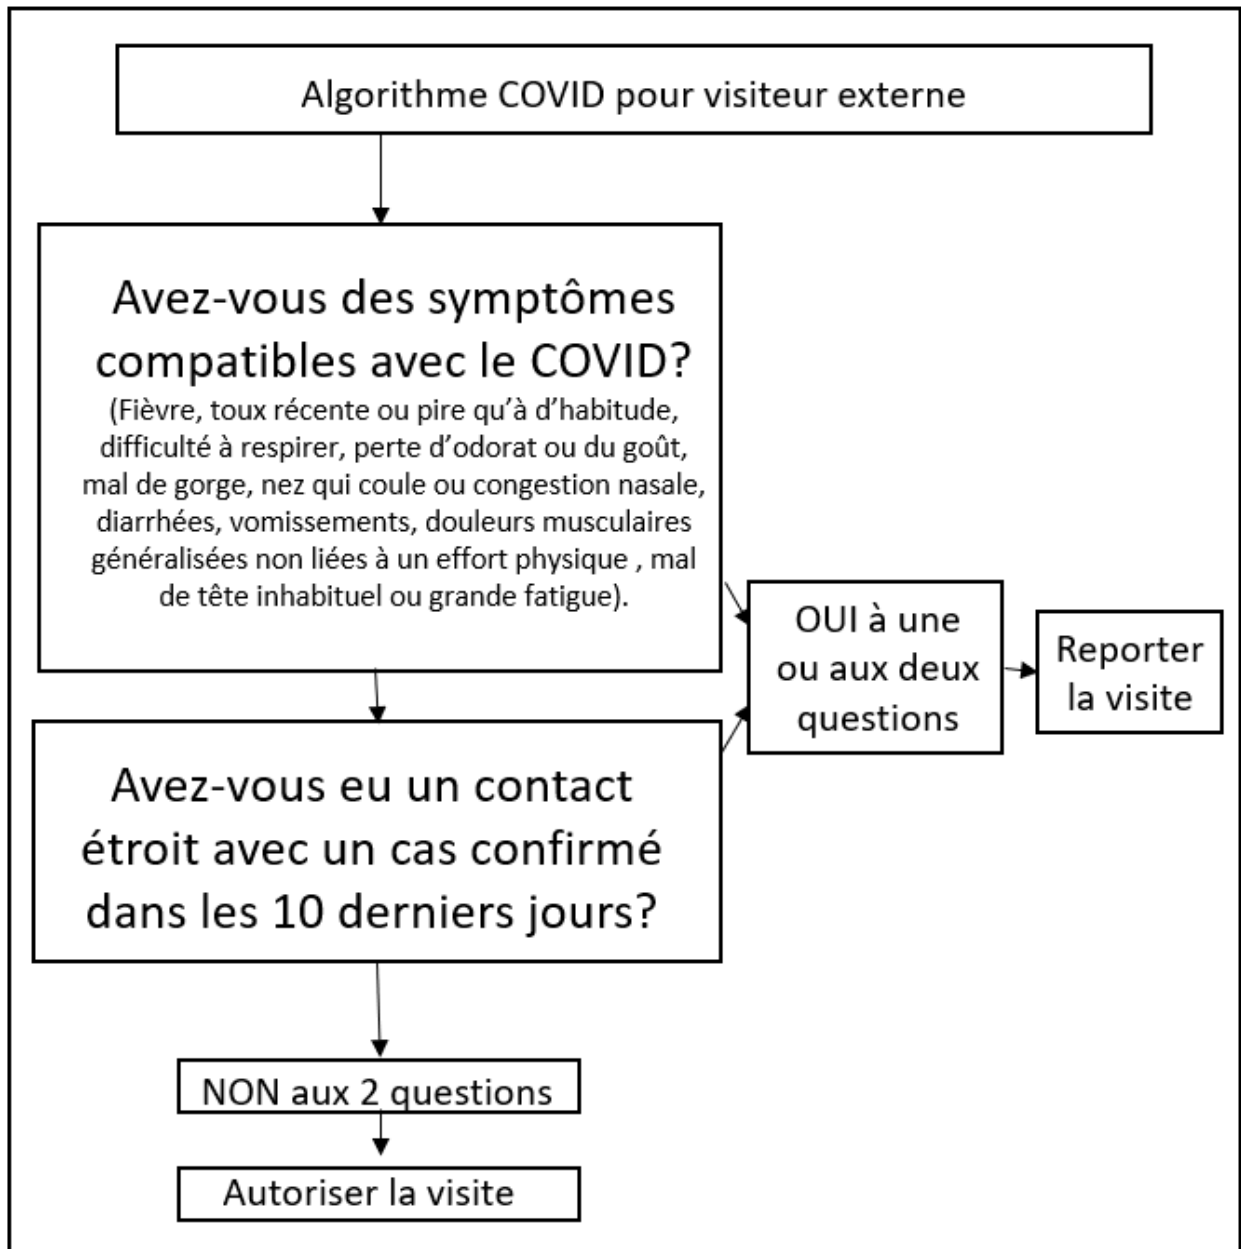 Algorithme COVID pour visiteur externe
Avez-vous des symptômes
compatibles avec le COVID?
(Fièvre, toux récente ou pire qu’à d’habitude,
difficulté à respirer, perte d’odorat ou du goût,
mal de gorge, nez qui coule ou congestion nasale,
diarrhées, vomissements, douleurs musculaires
généralisées non liées à un effort physique , mal
de tête inhabituel ou grande fatigue).
OUI à une
ou aux deux
questions
Reporter
la visite
Avez-vous eu un contact
étroit avec un cas confirmé
dans les 10 derniers jours?
NON aux 2 questions
Autoriser la visite